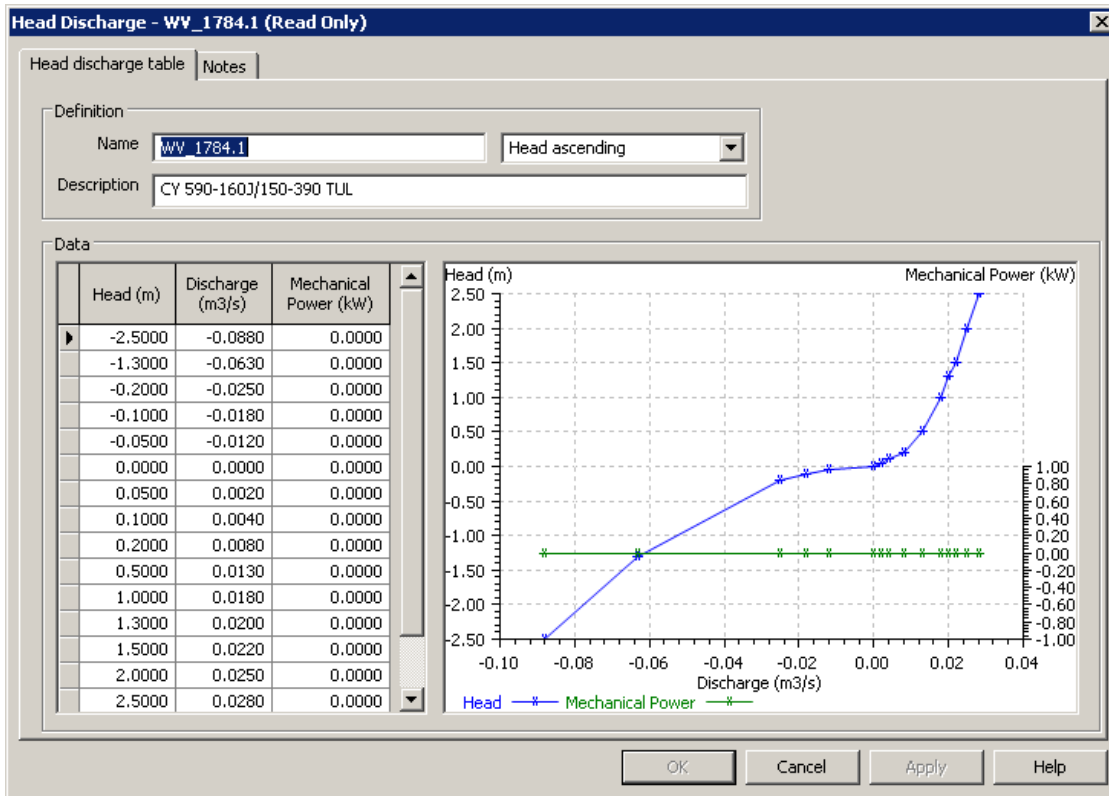 Head Discharge - WV_1784.1 (Read Only)
Head discharge table Notes
Definition
Name WV_1784.1 Head ascending
Description CY 590-160J/150-390 TUL
Data
Head (m) Discharge (m3/s) Mechanical Power (kW)
-2.5000 -0.0880 0.0000
-1.3000 -0.0630 0.0000
-0.2000 -0.0250 0.0000
-0.1000 -0.0180 0.0000
-0.0500 -0.0120 0.0000
0.0000 0.0000 0.0000
0.0500 0.0020 0.0000
0.1000 0.0040 0.0000
0.2000 0.0080 0.0000
0.5000 0.0130 0.0000
1.0000 0.0180 0.0000
1.3000 0.0200 0.0000
1.5000 0.0220 0.0000
2.0000 0.0250 0.0000
2.5000 0.0280 0.0000
Head (m) Mechanical Power (kW)
2.50
2.00
1.50
1.00
0.50
0.00
-0.50
-1.00
-1.50
-2.00
-2.50
1.00
0.80
0.60
0.40
0.20
0.00
-0.20
-0.40
-0.60
-0.80
-1.00
-0.10 -0.08 -0.06 -0.04 -0.02 0.00 0.02 0.04
Discharge (m3/s)
Head Mechanical Power
OK Cancel Apply Help